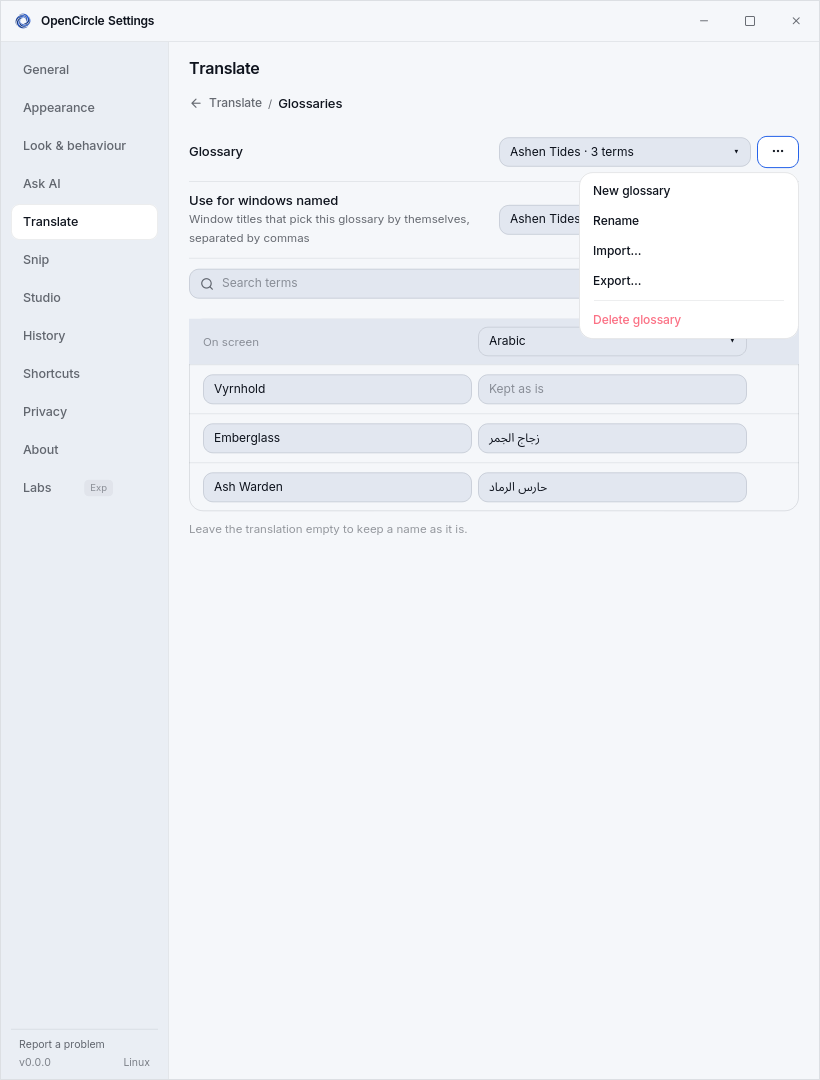 OpenCircle Settings
General
Appearance
Look & behaviour
Ask AI
Translate
Snip
Studio
History
Shortcuts
Privacy
About
Labs Exp
Report a problem
v0.0.0 Linux
Translate
Translate / Glossaries
Glossary
Ashen Tides · 3 terms
New glossary
Rename
Import...
Export...
Delete glossary
Use for windows named
Window titles that pick this glossary by themselves,
separated by commas
Ashen Tides
Search terms
On screen Arabic
Vyrnhold Kept as is
Emberglass زجاج الجمر
Ash Warden حارس الرماد
Leave the translation empty to keep a name as it is.